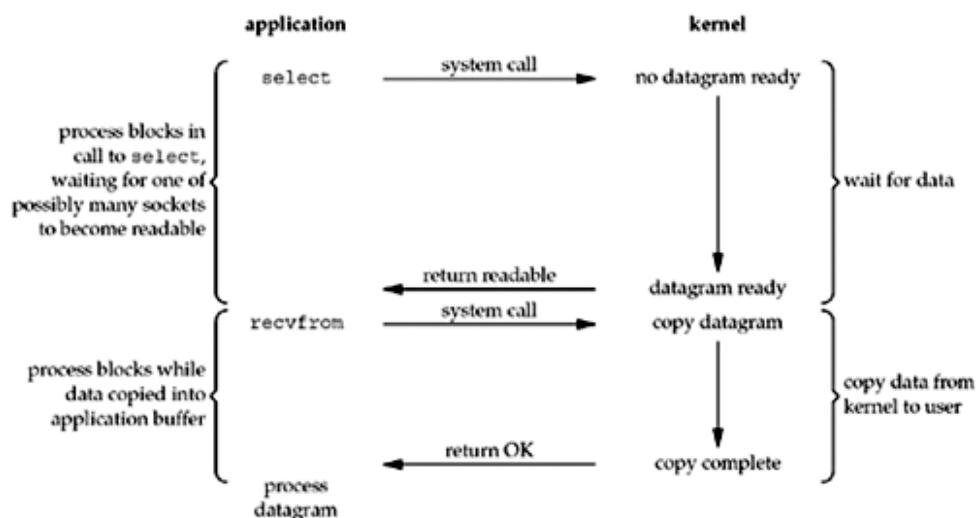 application
kernel
select
system call
no datagram ready
process blocks in
call to select,
waiting for one of
possibly many sockets
to become readable
wait for data
return readable
datagram ready
recvfrom
system call
copy datagram
process blocks while
data copied into
application buffer
copy data from
kernel to user
return OK
copy complete
process
datagram